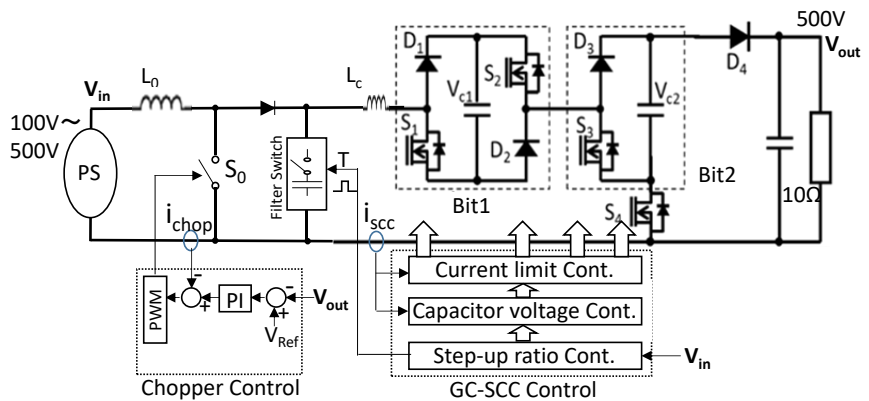 500V
Vout
Vin
L0
Lc
D1
Vc1
S2
S1
D2
Bit1
D3
Vc2
S3
S4
Bit2
D4
10Ω
100V~
500V
PS
S0
Filter Switch
T
ichop
iscc
-
+
PWM
PI
-
+
Vout
VRef
Chopper Control
Current limit Cont.
Capacitor voltage Cont.
Step-up ratio Cont.
Vin
GC-SCC Control